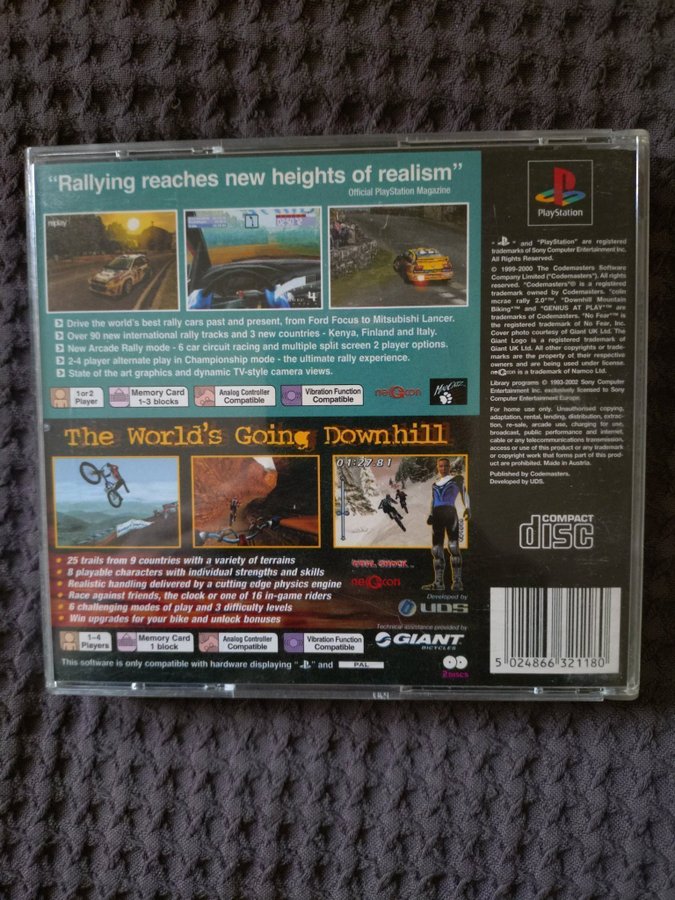 "Rallying reaches new heights of realism"
Official PlayStation Magazine
replay
4
Drive the world's best rally cars past and present, from Ford Focus to Mitsubishi Lancer.
Over 90 new international rally tracks and 3 new countries - Kenya, Finland and Italy.
New Arcade Rally mode - 6 car circuit racing and multiple split screen 2 player options.
2-4 player alternate play in Championship mode - the ultimate rally experience.
State of the art graphics and dynamic TV-style camera views.
1 or 2 Player
Memory Card 1-3 blocks
Analog Controller Compatible
Vibration Function Compatible
neGcon
MadCatz
The World's Going Downhill
01:27.81
25 trails from 9 countries with a variety of terrains
8 playable characters with individual strengths and skills
Realistic handling delivered by a cutting edge physics engine
Race against friends, the clock or one of 16 in-game riders
6 challenging modes of play and 3 difficulty levels
Win upgrades for your bike and unlock bonuses
DUAL SHOCK
neGcon
Developed by
UDS
Technical assistance provided by
GIANT
BICYCLES
1-4 Players
Memory Card 1 block
Analog Controller Compatible
Vibration Function Compatible
This software is only compatible with hardware displaying " " and PAL
2 DISCS
PlayStation
" " and "PlayStation" are registered
trademarks of Sony Computer Entertainment Inc.
All Rights Reserved.
© 1999-2000 The Codemasters Software
Company Limited ("Codemasters"). All rights
reserved. "Codemasters"® is a registered
trademark owned by Codemasters. "colin
mcrae rally 2.0"™, "Downhill Mountain
Biking"™ and "GENIUS AT PLAY"™ are
trademarks of Codemasters. "No Fear"™ is
the registered trademark of No Fear, Inc.
Cover photo courtesy of Giant UK Ltd. The
Giant Logo is a registered trademark of
Giant UK Ltd. All other copyrights or trade-
marks are the property of their respective
owners and are being used under license.
neGcon is a trademark of Namco Ltd.
Library programs © 1993-2002 Sony Computer
Entertainment Inc. exclusively licensed to Sony
Computer Entertainment Europe.
For home use only. Unauthorised copying,
adaptation, rental, lending, distribution, extrac-
tion, re-sale, arcade use, charging for use,
broadcast, public performance and internet,
cable or any telecommunications transmission,
access or use of this product or any trademark
or copyright work that forms part of this prod-
uct are prohibited. Made in Austria.
Published by Codemasters.
Developed by UDS.
COMPACT
disc
5 024866 321180